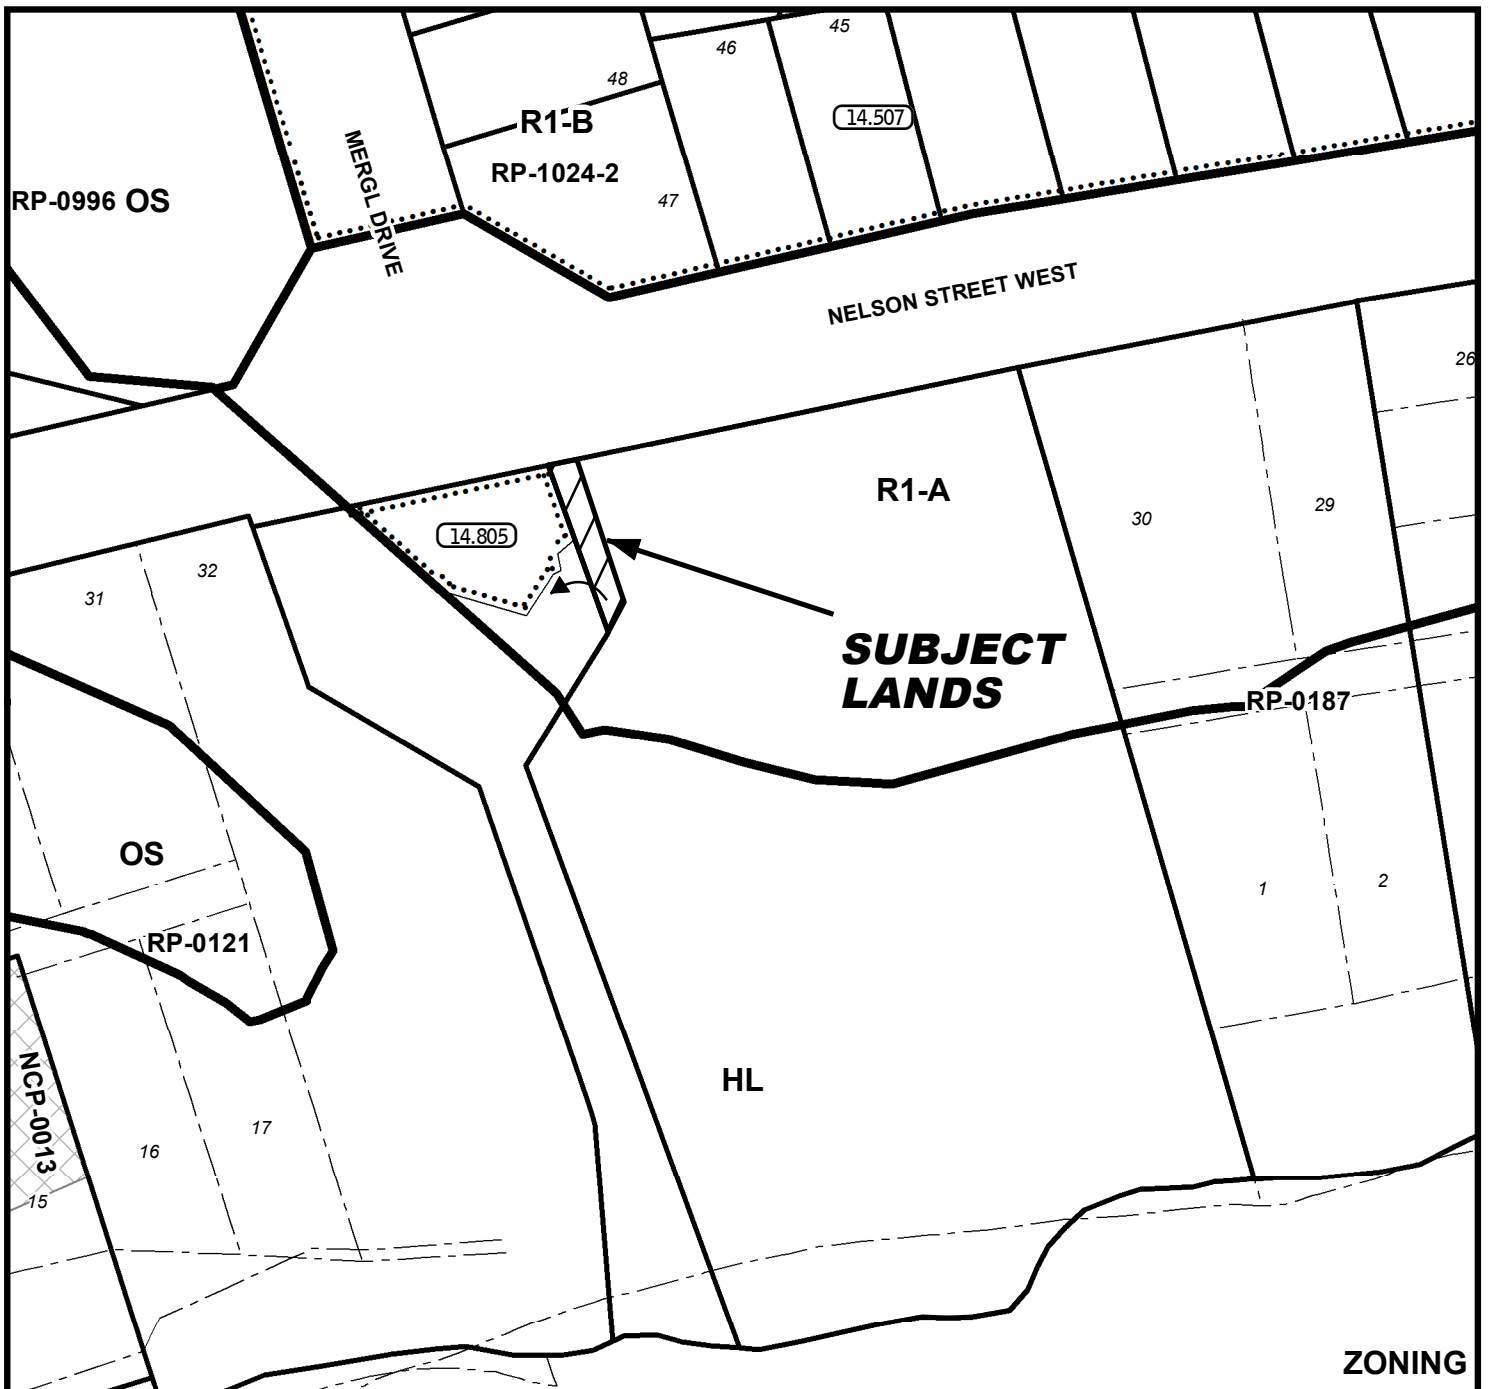 45
46
48
14.507
R1-B
MERGL DRIVE
RP-1024-2
RP-0996 OS
47
NELSON STREET WEST
26
R1-A
30
29
14.805
32
31
SUBJECT
LANDS
RP-0187
OS
1
2
RP-0121
HL
NCP-0013
17
16
15
ZONING